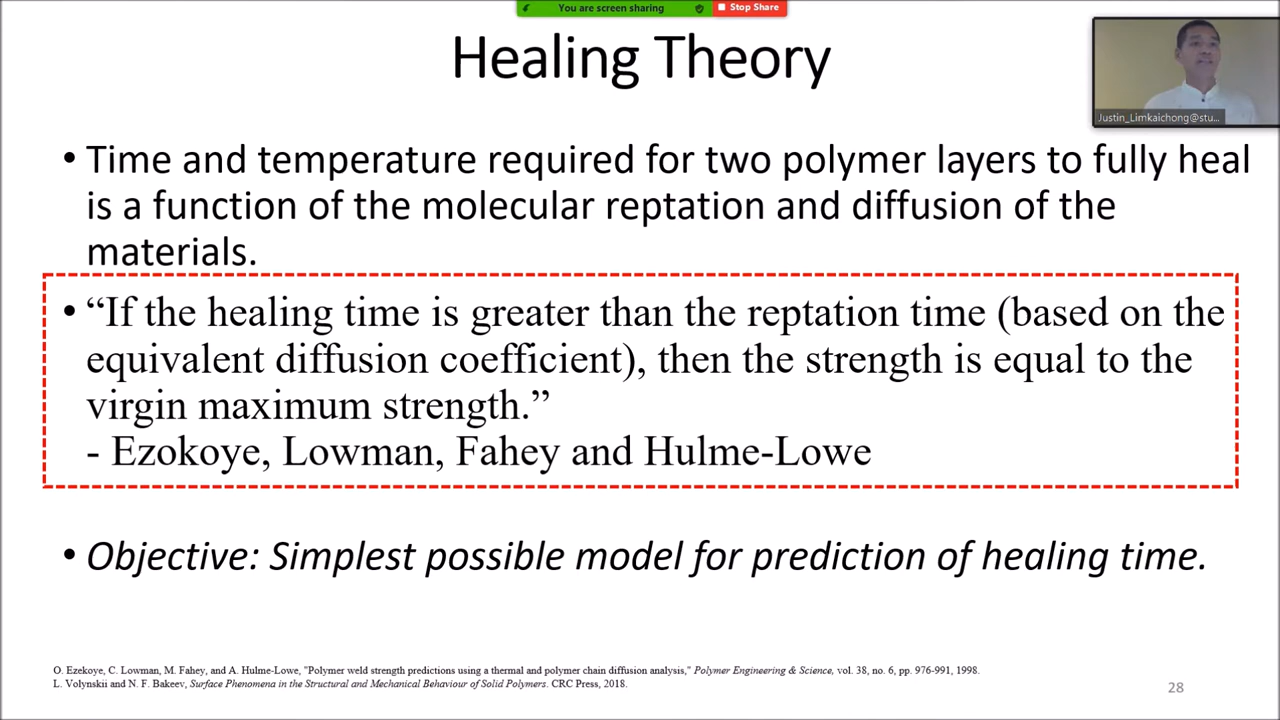 You are screen sharing
Stop Share
Healing Theory
Justin_Limkaichong@stu...
• Time and temperature required for two polymer layers to fully heal
is a function of the molecular reptation and diffusion of the
materials.
• “If the healing time is greater than the reptation time (based on the
equivalent diffusion coefficient), then the strength is equal to the
virgin maximum strength.”
- Ezokoye, Lowman, Fahey and Hulme-Lowe
• Objective: Simplest possible model for prediction of healing time.
O. Ezekoye, C. Lowman, M. Fahey, and A. Hulme-Lowe, "Polymer weld strength predictions using a thermal and polymer chain diffusion analysis," Polymer Engineering & Science, vol. 38, no. 6, pp. 976-991, 1998.
L. Volynskii and N. F. Bakeev, Surface Phenomena in the Structural and Mechanical Behaviour of Solid Polymers. CRC Press, 2018.
28